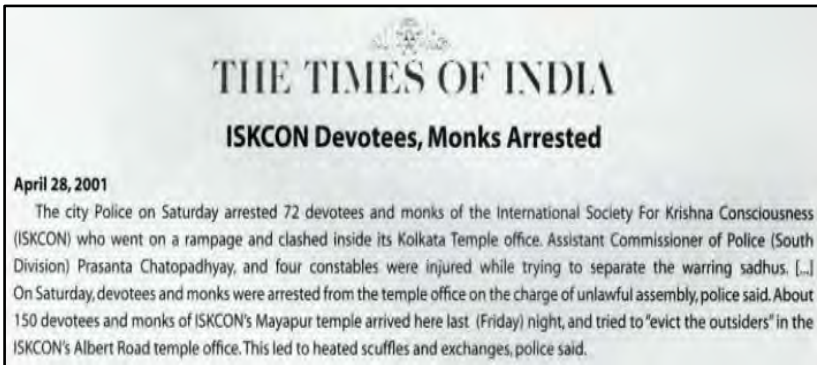 THE TIMES OF INDIA
ISKCON Devotees, Monks Arrested
April 28, 2001
The city Police on Saturday arrested 72 devotees and monks of the International Society For Krishna Consciousness
(ISKCON) who went on a rampage and clashed inside its Kolkata Temple office. Assistant Commissioner of Police (South
Division) Prasanta Chatopadhyay, and four constables were injured while trying to separate the warring sadhus. [...]
On Saturday, devotees and monks were arrested from the temple office on the charge of unlawful assembly, police said. About
150 devotees and monks of ISKCON's Mayapur temple arrived here last (Friday) night, and tried to "evict the outsiders" in the
ISKCON's Albert Road temple office. This led to heated scuffles and exchanges, police said.